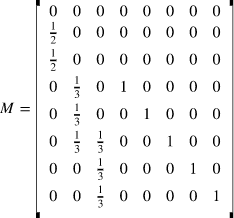 0 0 0 0 0 0 0 0
1/2 0 0 0 0 0 0 0
1/2 0 0 0 0 0 0 0
0 1/3 0 1 0 0 0 0
M = 0 1/3 0 0 1 0 0 0
0 1/3 1/3 0 0 1 0 0
0 0 1/3 0 0 0 1 0
0 0 1/3 0 0 0 0 1